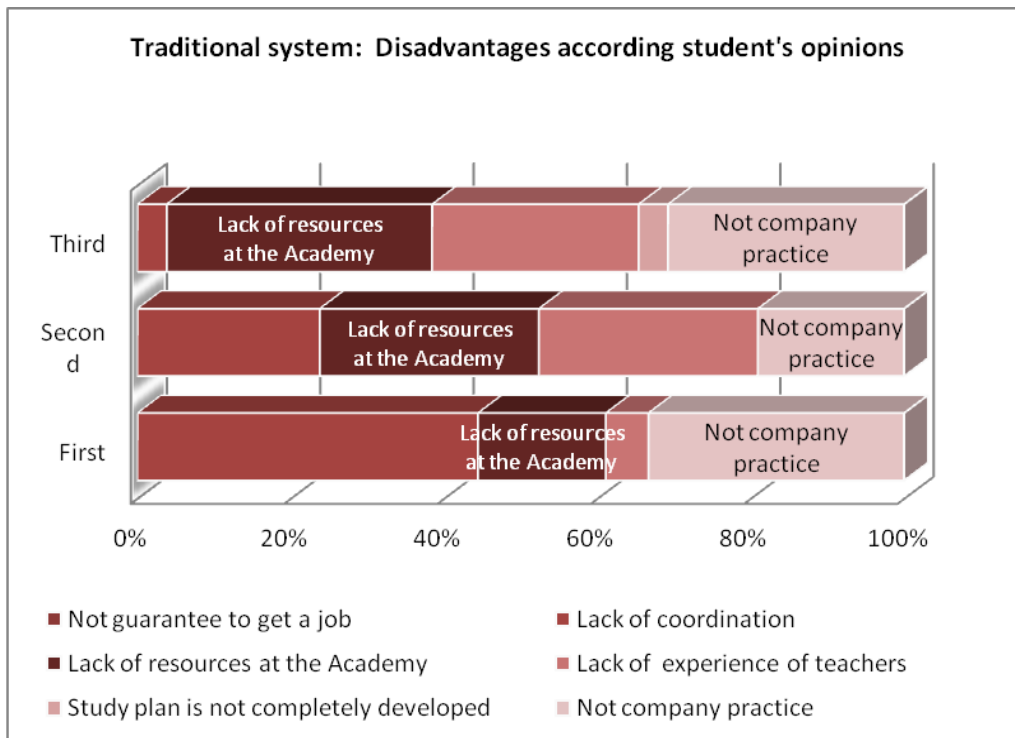 Traditional system: Disadvantages according student's opinions
Third
Lack of resources
at the Academy
Not company
practice
Secon
d
Lack of resources
at the Academy
Not company
practice
First
Lack of resources
at the Academy
Not company
practice
0% 20% 40% 60% 80% 100%
Not guarantee to get a job
Lack of coordination
Lack of resources at the Academy
Lack of experience of teachers
Study plan is not completely developed
Not company practice